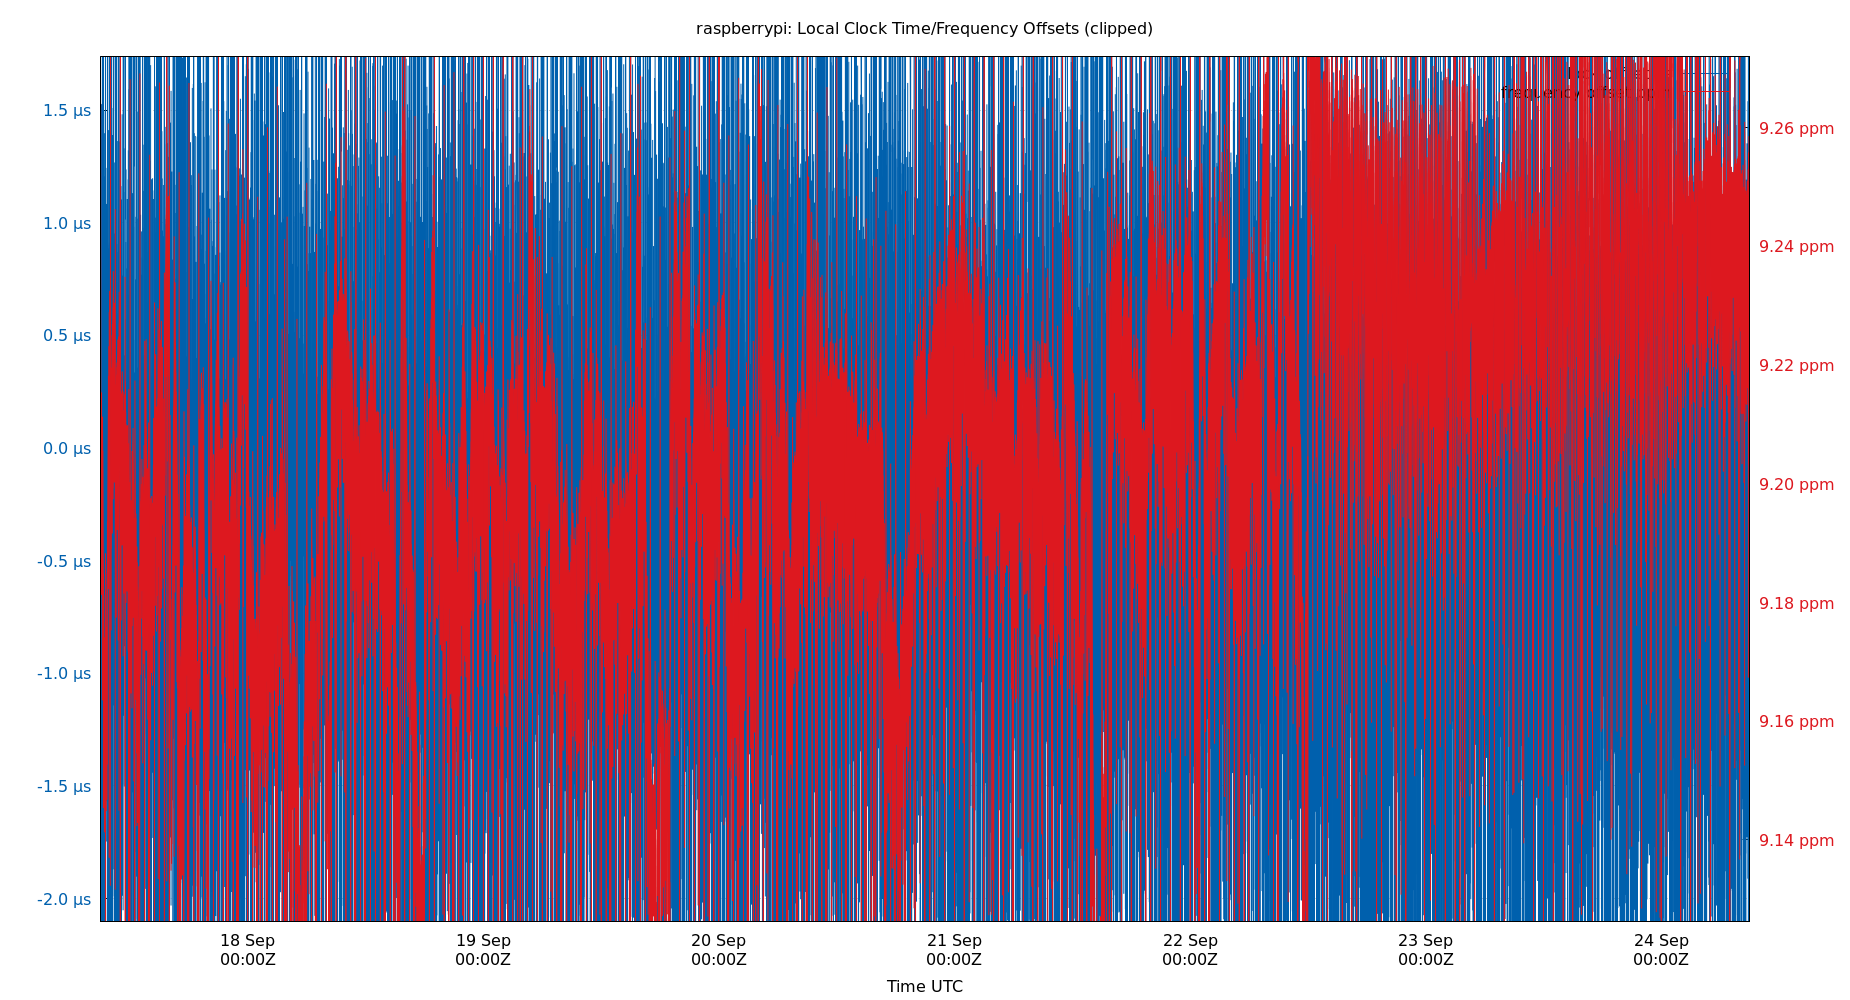 raspberrypi: Local Clock Time/Frequency Offsets (clipped)
frequency offset ppm
1.5 µs
1.0 µs
0.5 µs
0.0 µs
-0.5 µs
-1.0 µs
-1.5 µs
-2.0 µs
9.26 ppm
9.24 ppm
9.22 ppm
9.20 ppm
9.18 ppm
9.16 ppm
9.14 ppm
18 Sep 19 Sep 20 Sep 21 Sep 22 Sep 23 Sep 24 Sep
00:00Z 00:00Z 00:00Z 00:00Z 00:00Z 00:00Z 00:00Z
Time UTC